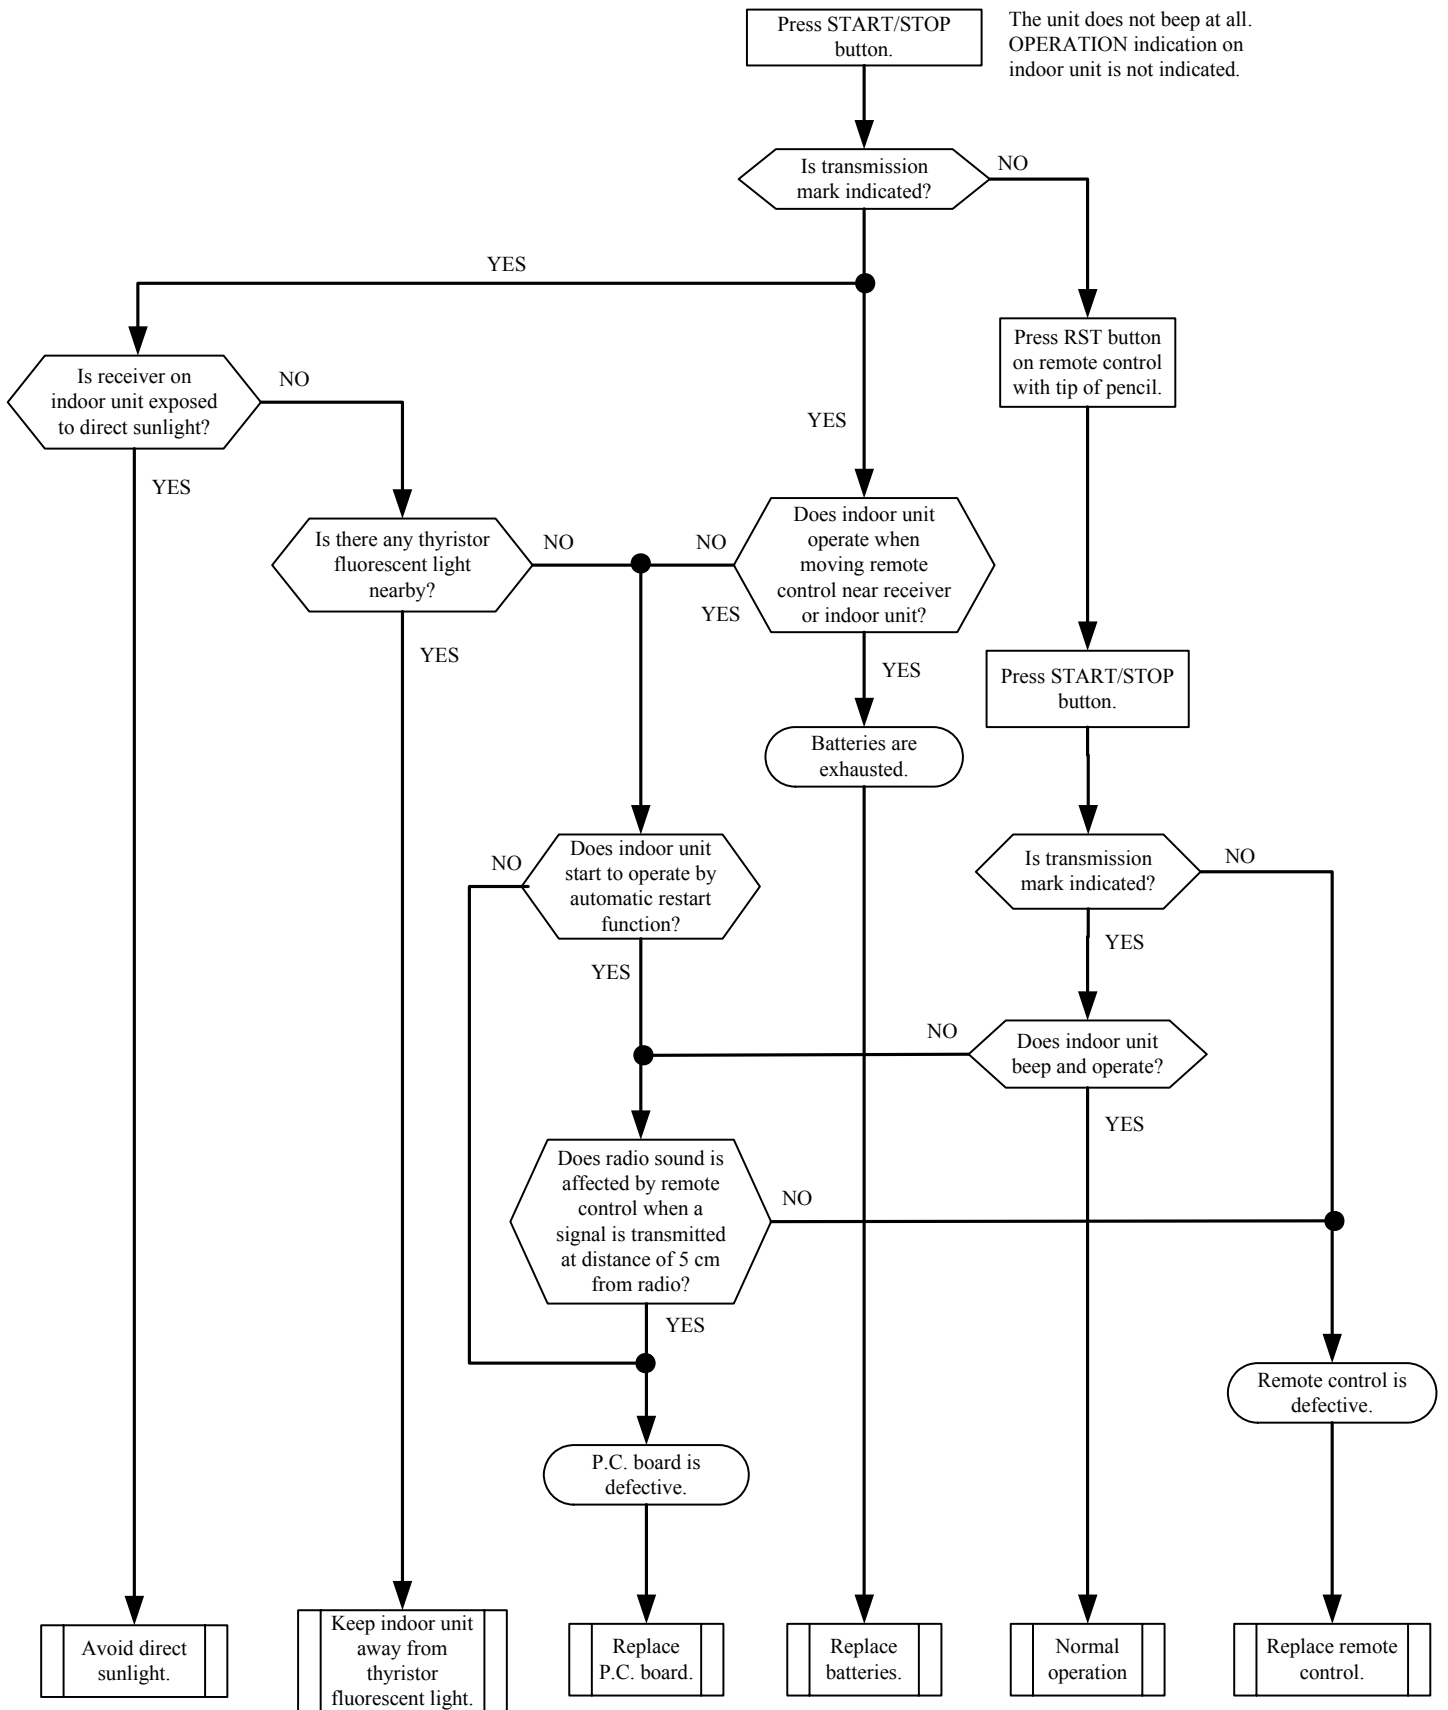 Press START/STOP
button.
The unit does not beep at all.
OPERATION indication on
indoor unit is not indicated.
Is transmission
mark indicated?
NO
YES
Is receiver on
indoor unit exposed
to direct sunlight?
NO
YES
Press RST button
on remote control
with tip of pencil.
YES
Is there any thyristor
fluorescent light
nearby?
NO
YES
NO
YES
Does indoor unit
operate when
moving remote
control near receiver
or indoor unit?
YES
Press START/STOP
button.
Batteries are
exhausted.
NO
Does indoor unit
start to operate by
automatic restart
function?
YES
Is transmission
mark indicated?
NO
YES
NO
Does indoor unit
beep and operate?
YES
Does radio sound is
affected by remote
control when a
signal is transmitted
at distance of 5 cm
from radio?
NO
YES
Remote control is
defective.
P.C. board is
defective.
Avoid direct
sunlight.
Keep indoor unit
away from
thyristor
fluorescent light.
Replace
P.C. board.
Replace
batteries.
Normal
operation
Replace remote
control.